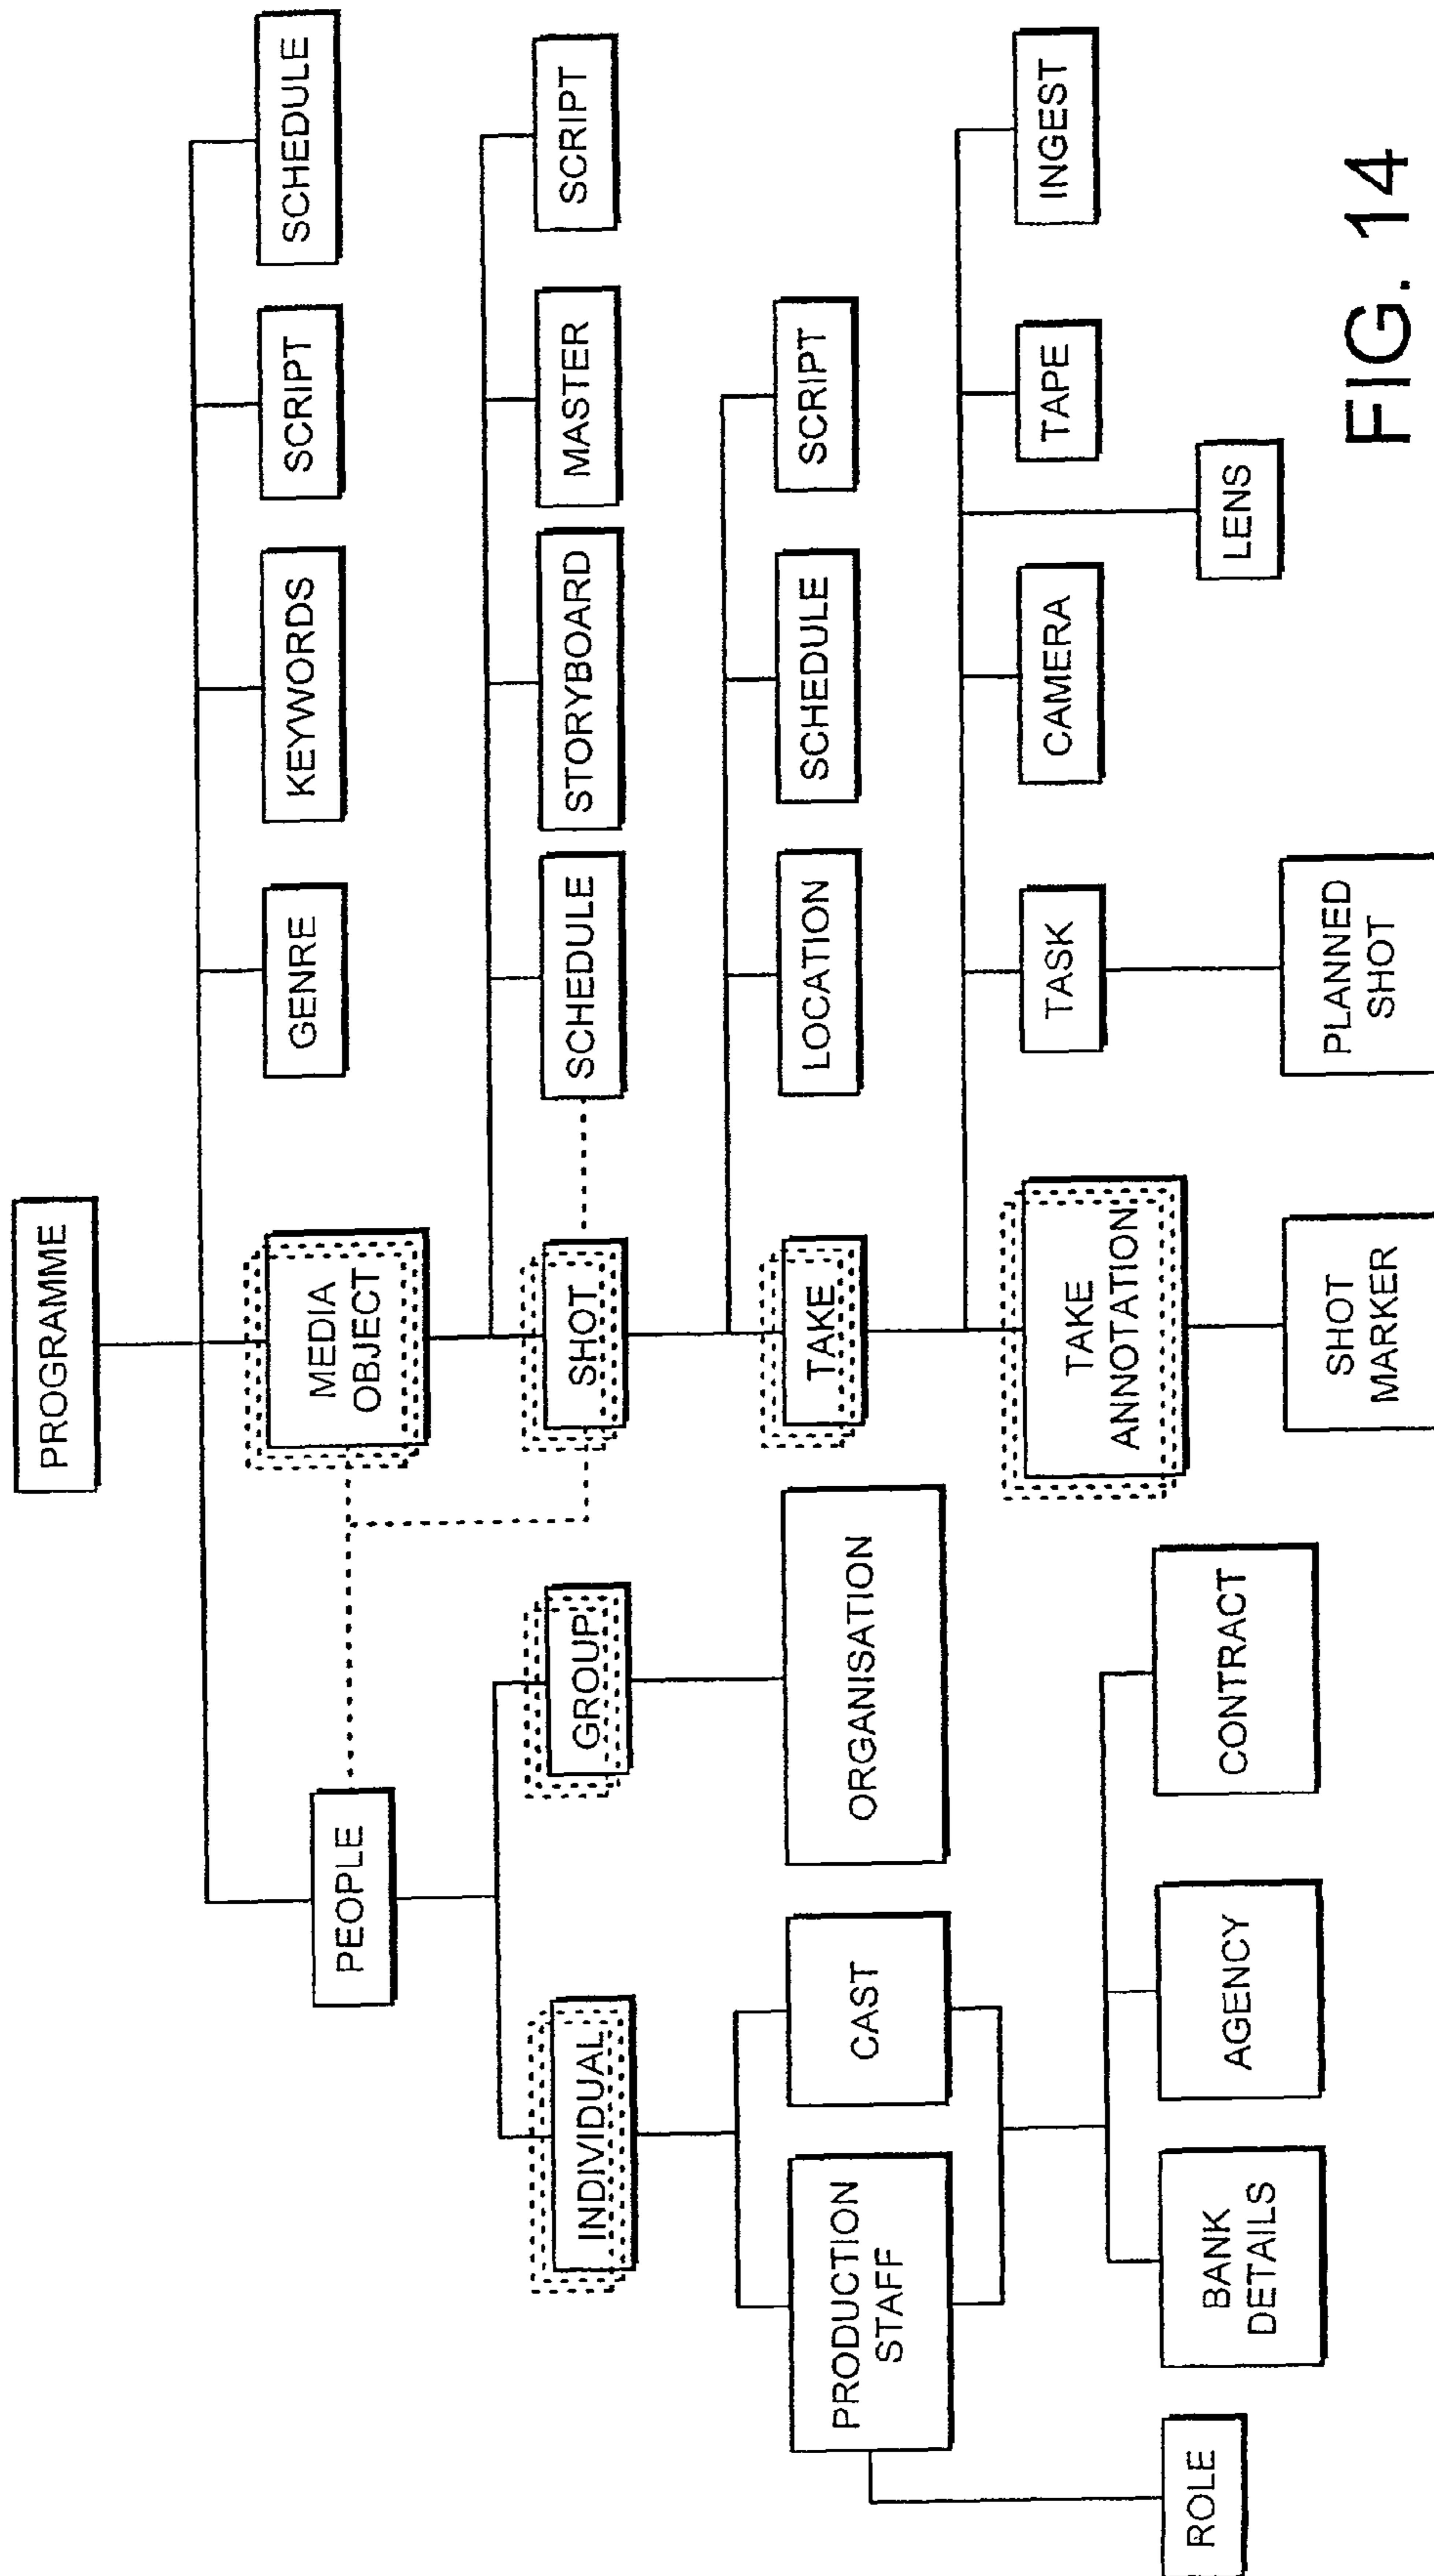 PROGRAMME
PEOPLE
MEDIA
OBJECT
GENRE
KEYWORDS
SCRIPT
SCHEDULE
INDIVIDUAL
GROUP
SHOT
SCHEDULE
STORYBOARD
MASTER
SCRIPT
PRODUCTION
STAFF
CAST
ORGANISATION
TAKE
LOCATION
SCHEDULE
SCRIPT
ROLE
BANK
DETAILS
AGENCY
CONTRACT
TAKE
ANNOTATION
TASK
CAMERA
LENS
TAPE
INGEST
SHOT
MARKER
PLANNED
SHOT
FIG. 14